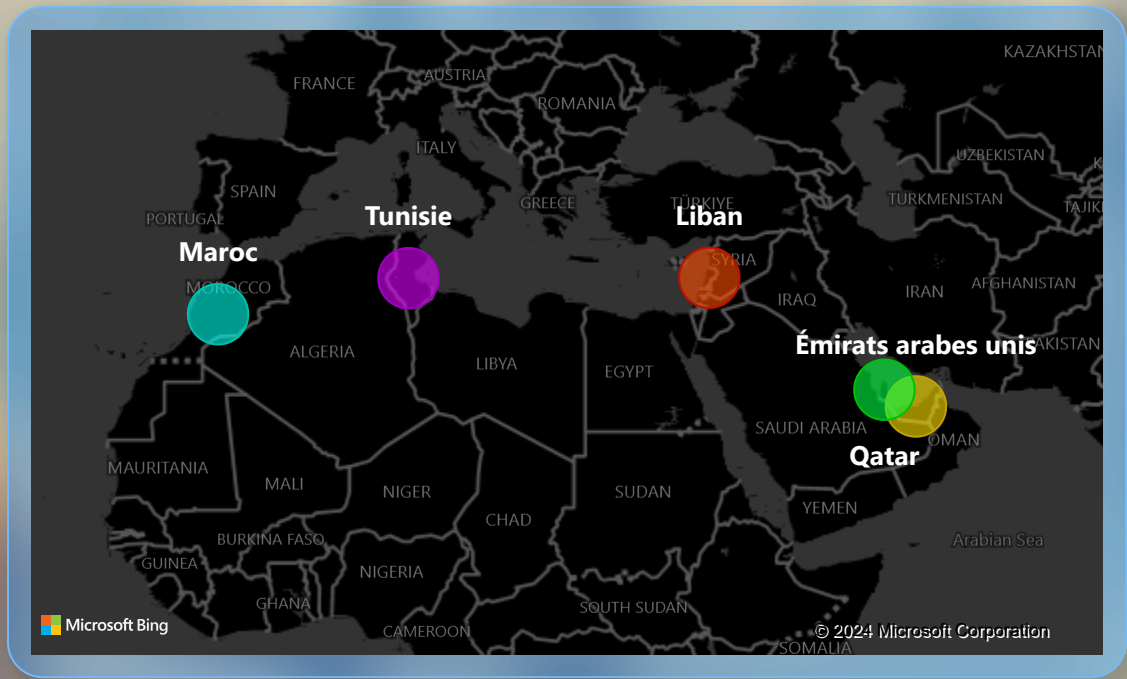 KAZAKHSTAN
FRANCE
AUSTRIA
ROMANIA
ITALY
UZBEKISTAN
K
SPAIN
PORTUGAL
GREECE
TÜRKIYE
TURKMENISTAN
TAJIKI
Tunisie
Liban
Maroc
MOROCCO
SYRIA
IRAQ
IRAN
AFGHANISTAN
Émirats arabes unis
AKISTAN
ALGERIA
LIBYA
EGYPT
SAUDI ARABIA
OMAN
Qatar
MAURITANIA
MALI
NIGER
CHAD
SUDAN
YEMEN
BURKINA FASO
Arabian Sea
GUINEA
NIGERIA
GHANA
SOUTH SUDAN
Microsoft Bing
CAMEROON
© 2024 Microsoft Corporation
SOMALIA